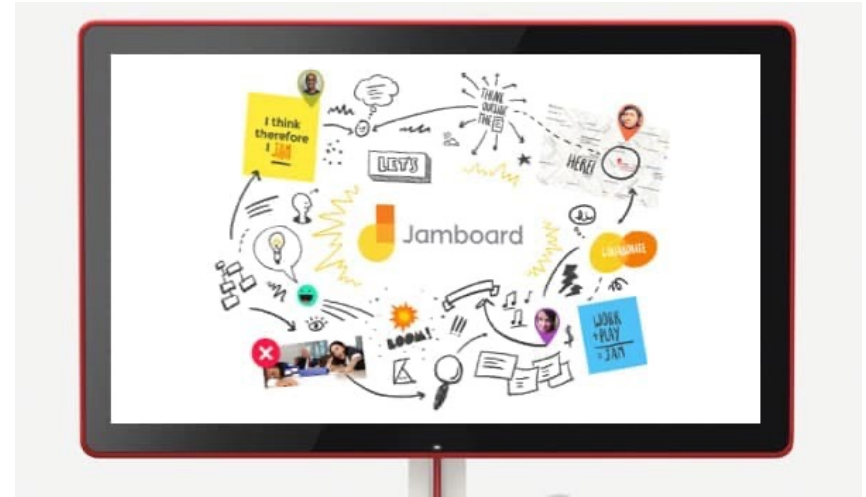 I think
therefore
I JAM
THINK
OUTSIDE
THE
LET'S
HERE!
Jamboard
COLLABORATE
BOOM!
WORK
+PLAY
=JAM